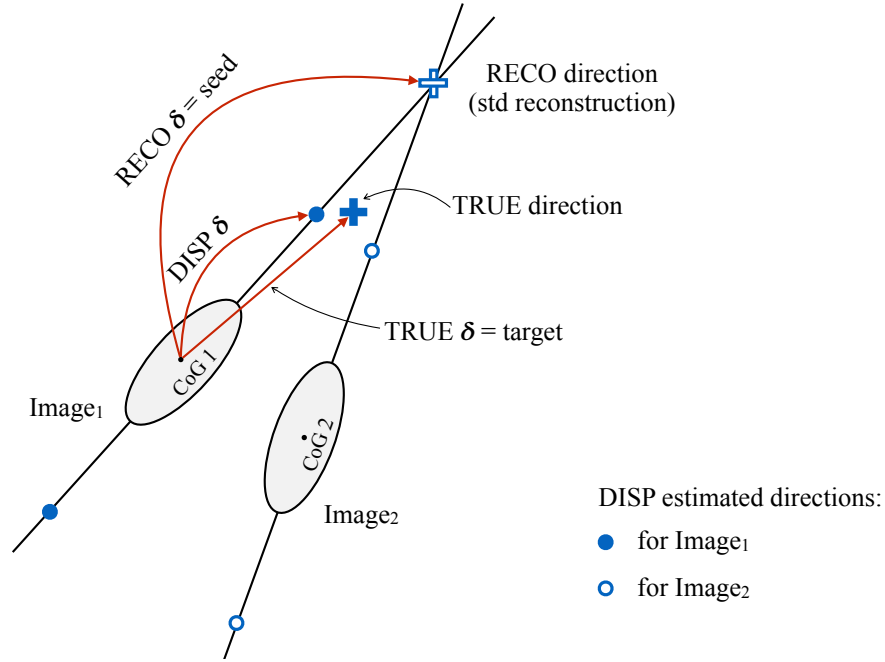 RECO direction
(std reconstruction)
RECO δ = seed
DISP δ
TRUE direction
TRUE δ = target
CoG 1
Image₁
CoG 2
Image₂
DISP estimated directions:
for Image₁
for Image₂